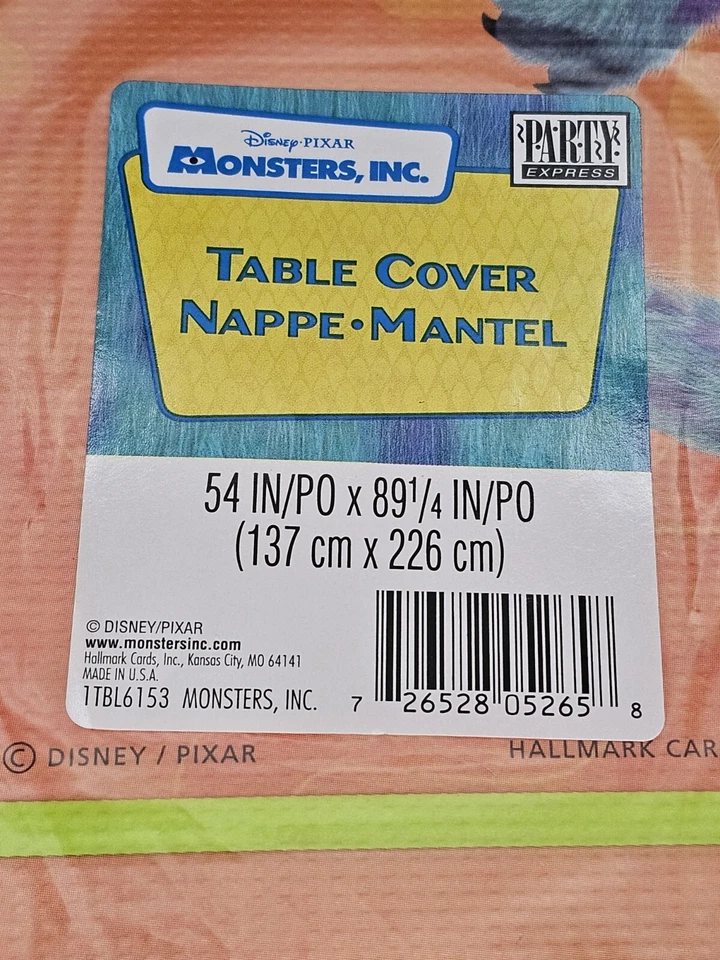 Disney·PIXAR
MONSTERS, INC.
PARTY
EXPRESS
TABLE COVER
NAPPE•MANTEL
54 IN/PO x 89 1/4 IN/PO
(137 cm x 226 cm)
© DISNEY/PIXAR
www.monstersinc.com
Hallmark Cards, Inc., Kansas City, MO 64141
MADE IN U.S.A.
1TBL6153 MONSTERS, INC.
7 26528 05265 8
© DISNEY / PIXAR
HALLMARK CAR